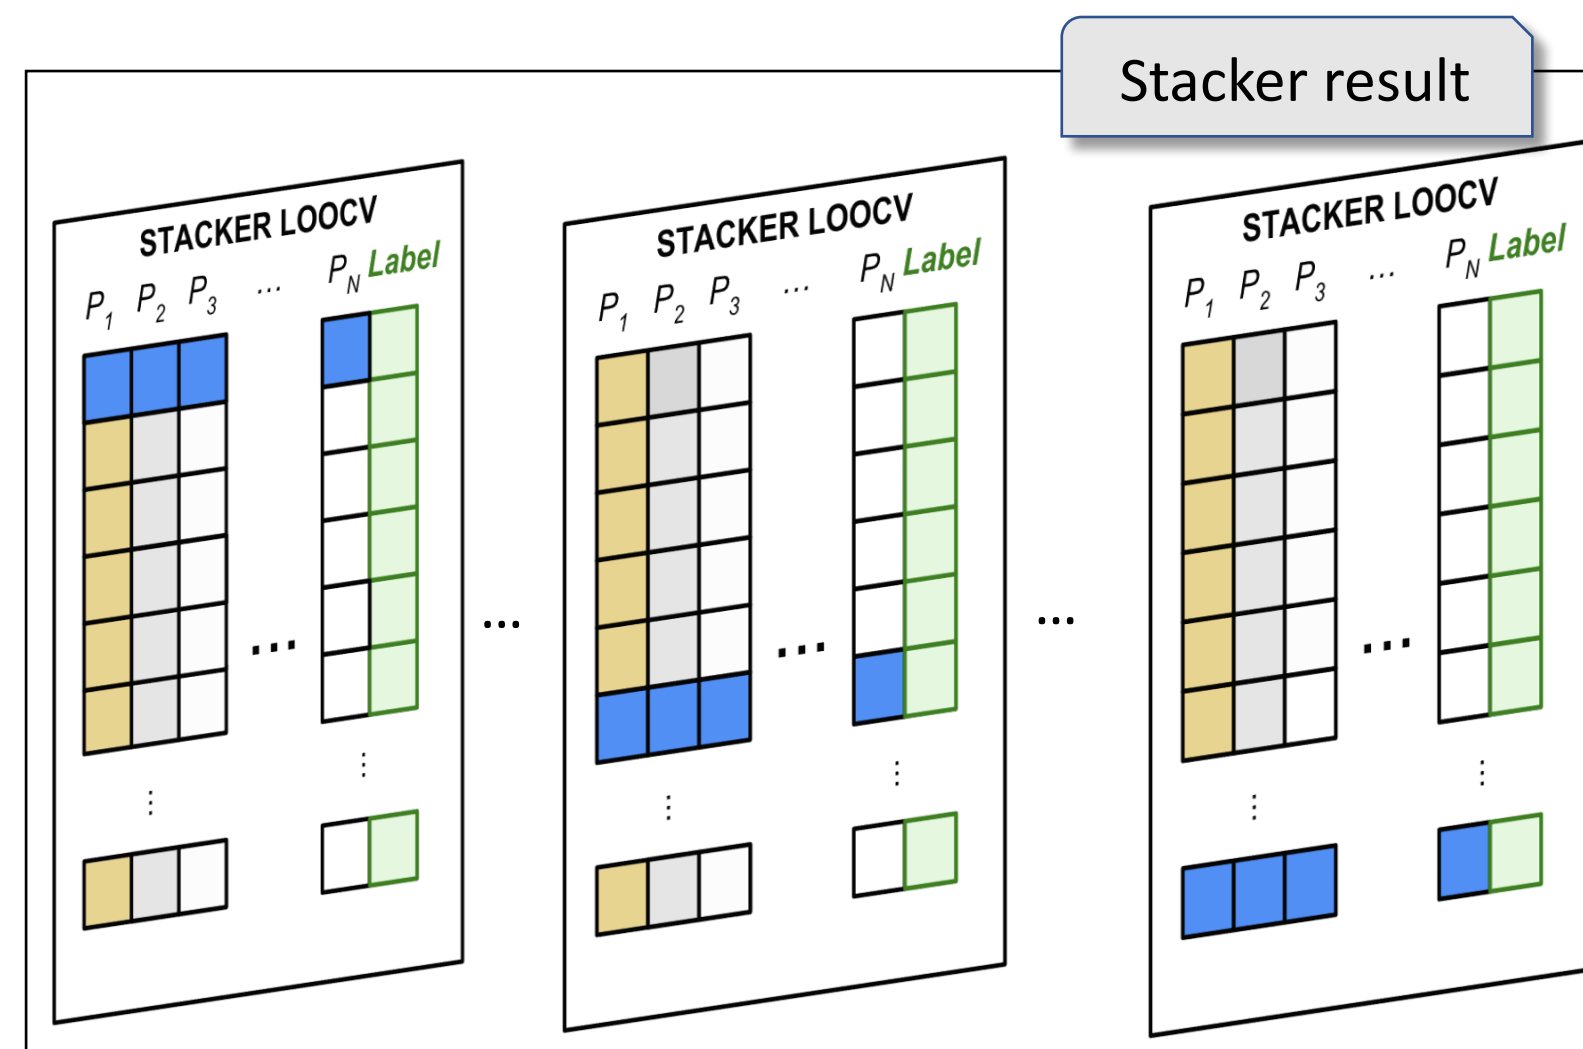 Stacker result
STACKER LOOCV
P1 P2 P3 ... PN Label
...
⋮ ⋮
...
STACKER LOOCV
P1 P2 P3 ... PN Label
...
⋮ ⋮
...
STACKER LOOCV
P1 P2 P3 ... PN Label
...
⋮ ⋮